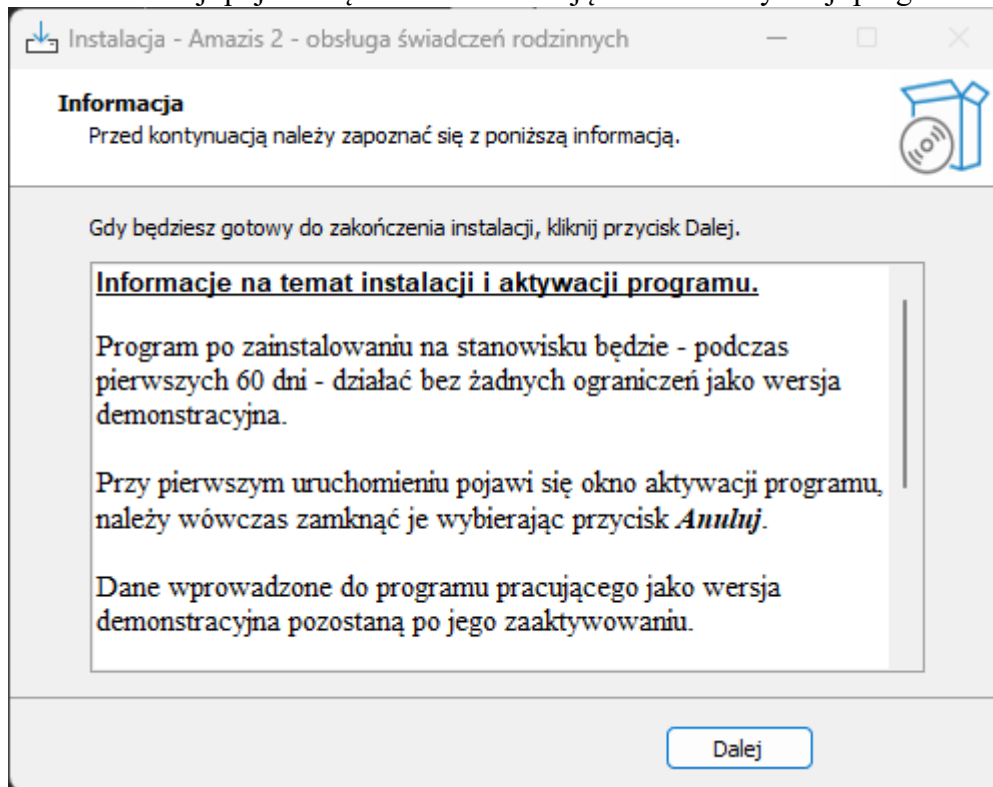 Instalacja - Amazis 2 - obsługa świadczeń rodzinnych
Informacja
Przed kontynuacją należy zapoznać się z poniższą informacją.
Gdy będziesz gotowy do zakończenia instalacji, kliknij przycisk Dalej.
Informacje na temat instalacji i aktywacji programu.
Program po zainstalowaniu na stanowisku będzie - podczas
pierwszych 60 dni - działać bez żadnych ograniczeń jako wersja
demonstracyjna.
Przy pierwszym uruchomieniu pojawi się okno aktywacji programu,
należy wówczas zamknąć je wybierając przycisk Anuluj.
Dane wprowadzone do programu pracującego jako wersja
demonstracyjna pozostaną po jego zaaktywowaniu.
Dalej